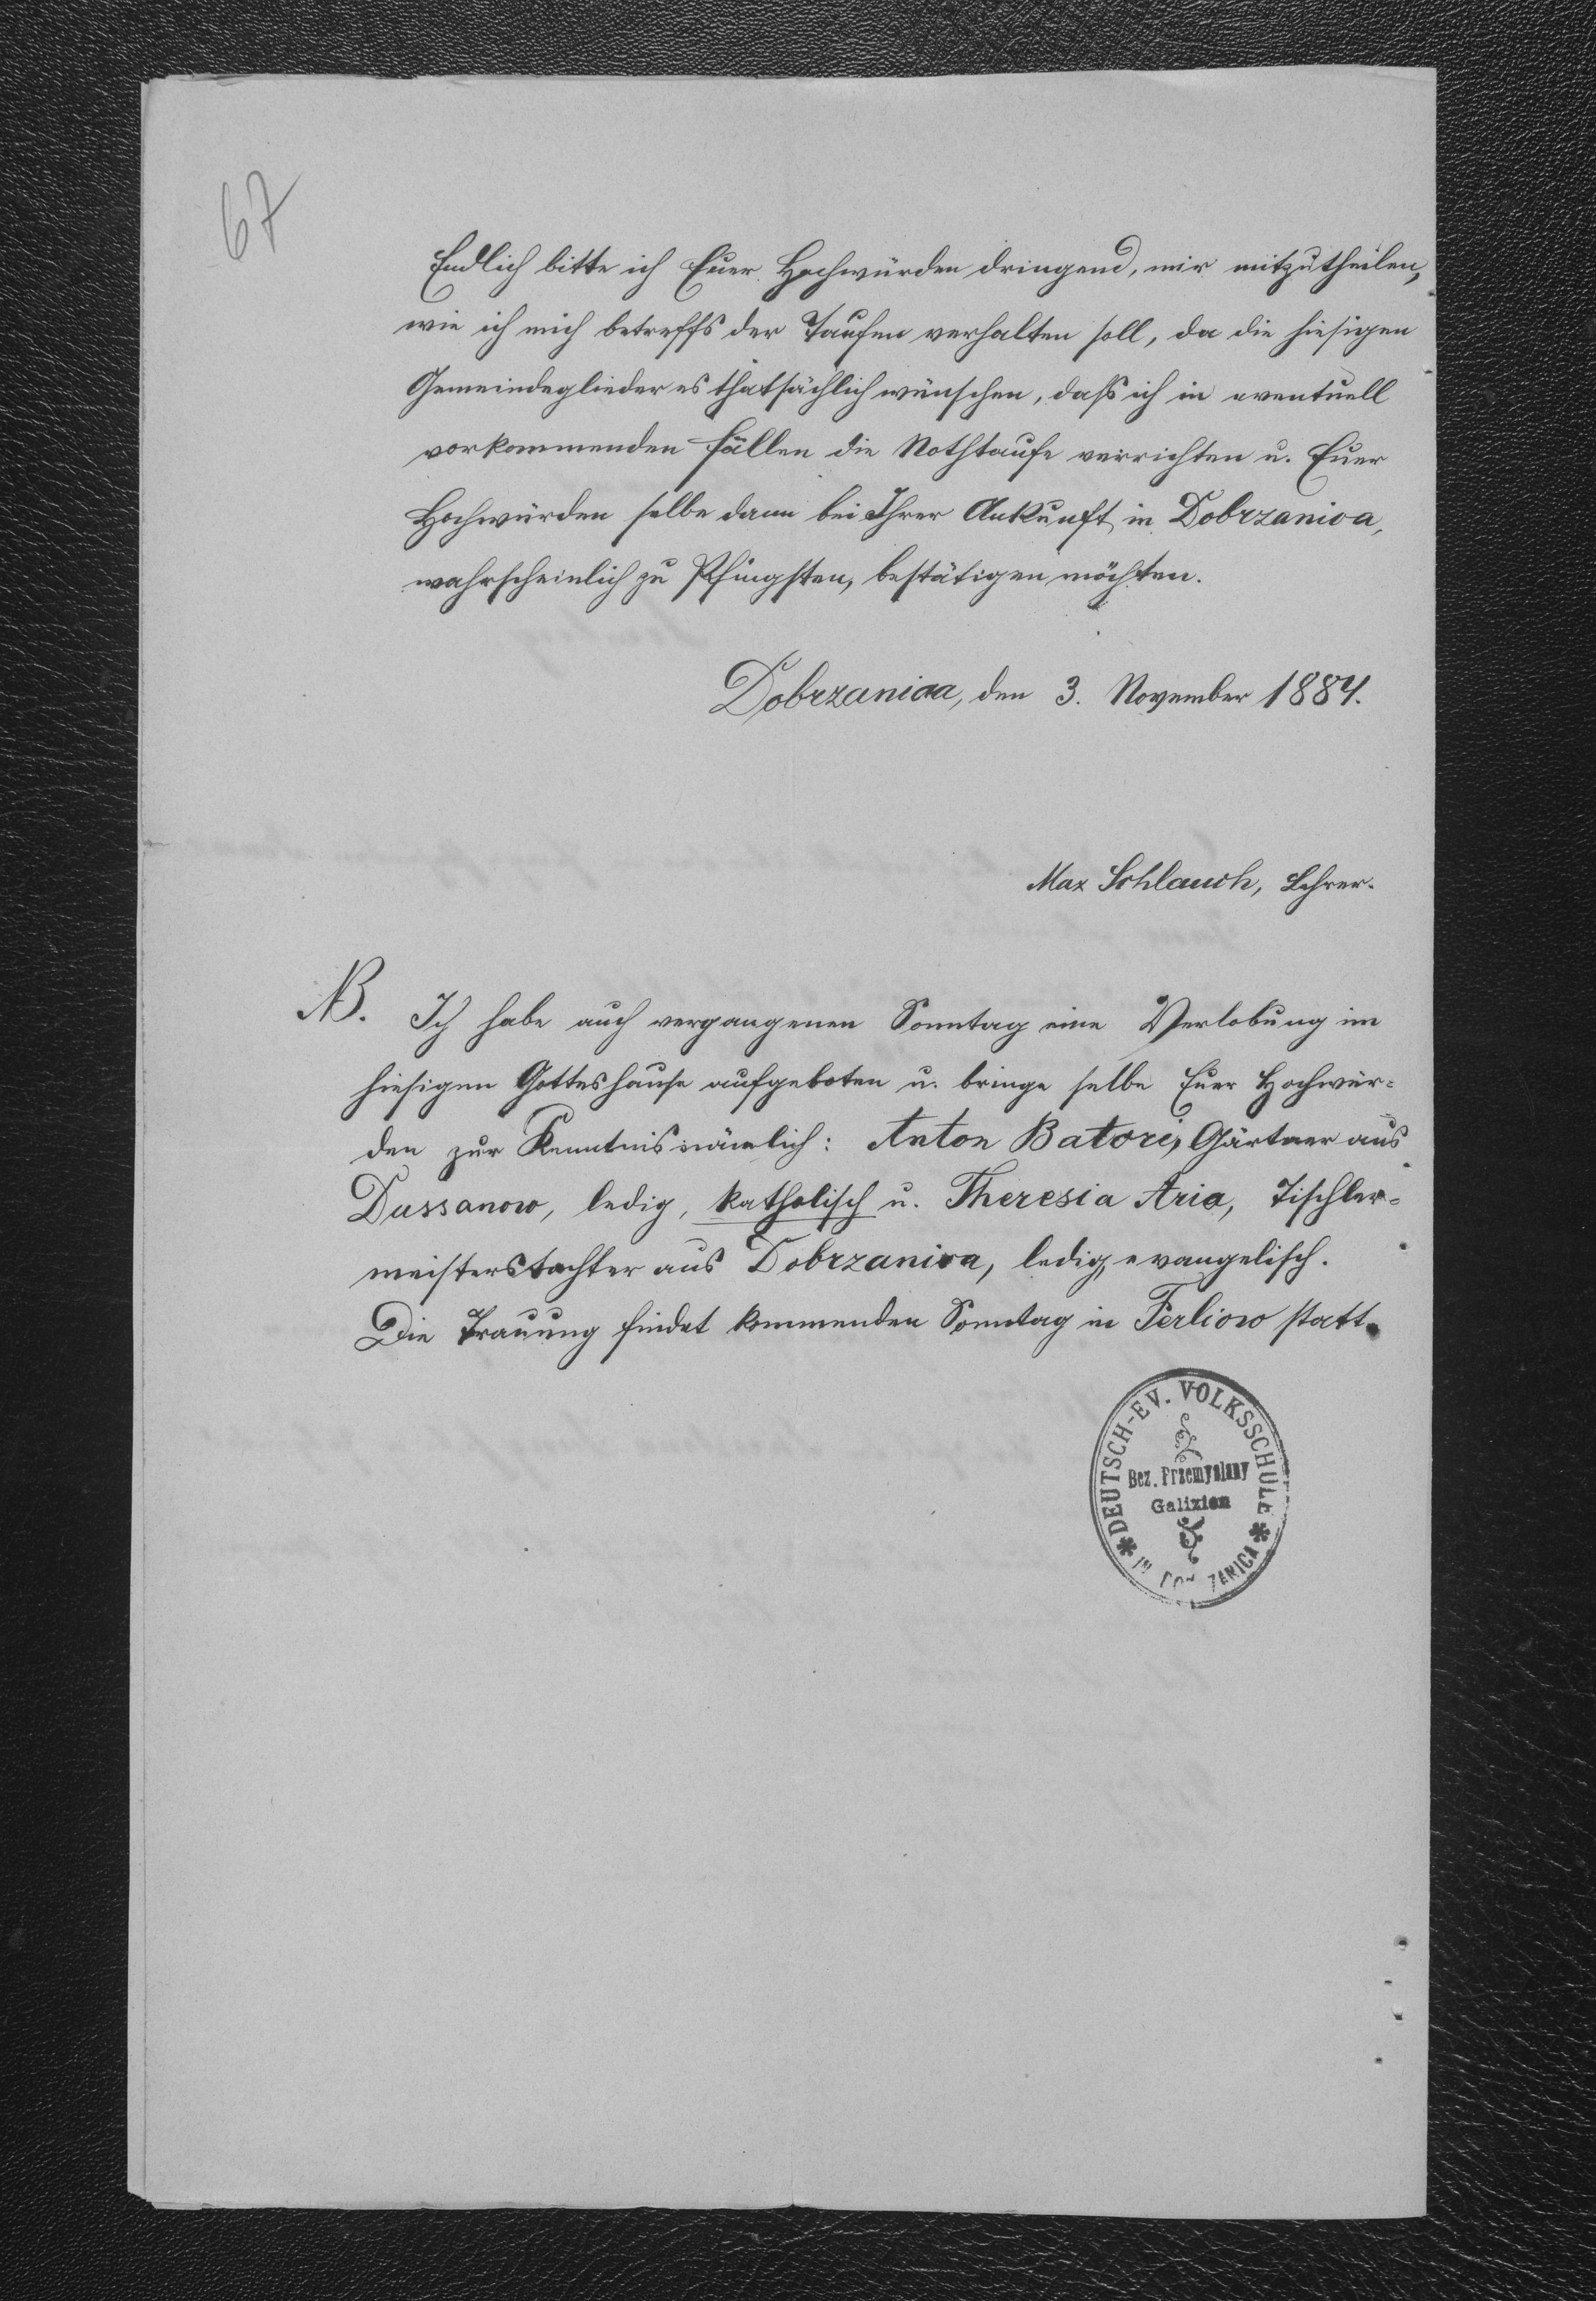 67
Endlich bitte ich Euer Hochwürden dringend, mir mitzutheilen,
wie ich mich betreffs der Taufen verhalten soll, da die hiesigen
Gemeindeglieder es thatsächlich wünschen, daß ich in eventuell
vorkommenden Fällen die Nothtaufe verrichten u. Euer
Hochwürden selbe dann bei Ihrer Ankunft in Dobrzanica,
wahrscheinlich zu Pfingsten, bestätigen möchten.
Dobrzanica, den 3. November 1884.
Max Schlauch, Lehrer.
NB. Ich habe auch vergangenen Sonntag eine Verlobung im
hiesigen Gotteshause aufgeboten u. bringe selbe Euer Hochwür=
den zur Kenntnis nämlich: Anton Batori, Gärtner aus
Dussanow, ledig, katholisch u. Theresia Aria, Tischler=
meisterstochter aus Dobrzanica, ledig, evangelisch.
Die Trauung findet kommenden Sonntag in Ferliow statt.
DEUTSCH-EV. VOLKSSCHULE
Bez. Przemyslany
Galizien
IN